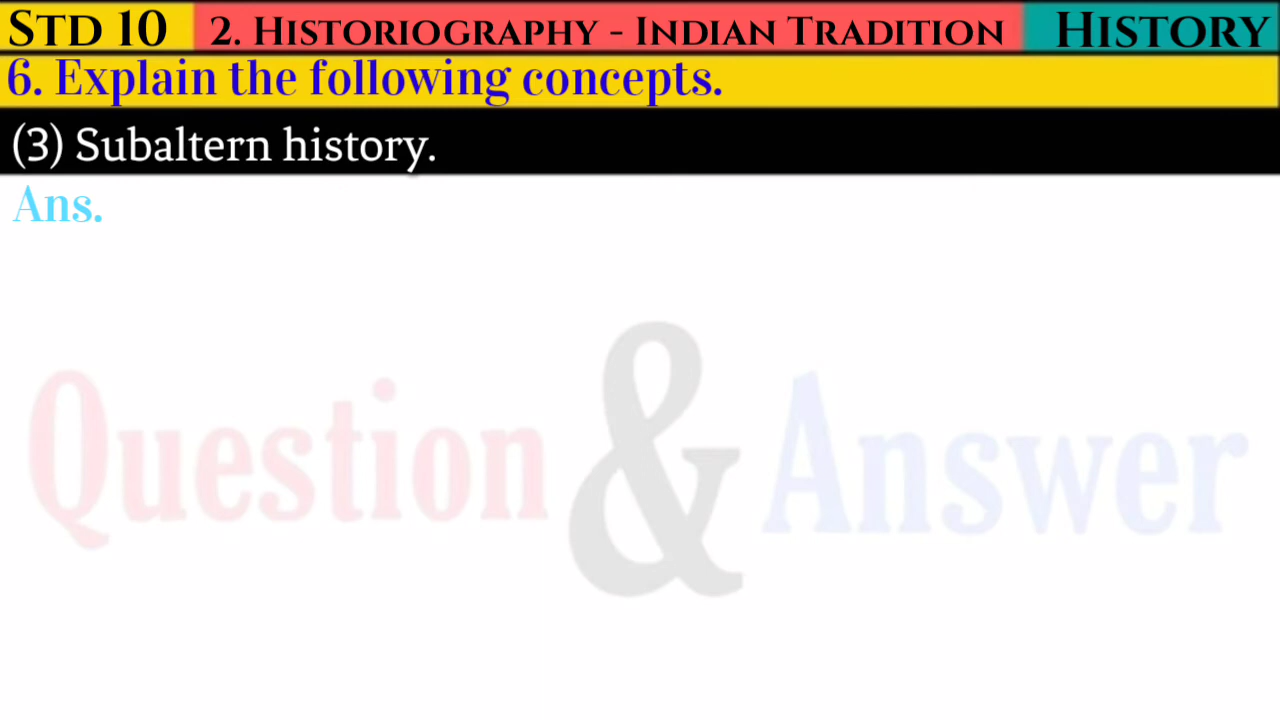 STD 10 2. HISTORIOGRAPHY - INDIAN TRADITION HISTORY
6. Explain the following concepts.
(3) Subaltern history.
Ans.
Question & Answer